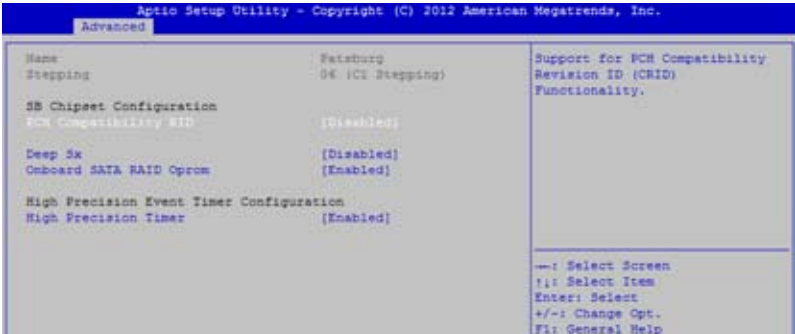 Aptio Setup Utility - Copyright (C) 2012 American Megatrends, Inc.
Advanced
Name Patsburg
Stepping 06 (C1 Stepping)
SB Chipset Configuration
PCH Compatibility RID [Disabled]
Deep Sx [Disabled]
Onboard SATA RAID Oprom [Enabled]
High Precision Event Timer Configuration
High Precision Timer [Enabled]
Support for PCH Compatibility
Revision ID (CRID)
Functionality.
→←: Select Screen
↑↓: Select Item
Enter: Select
+/-: Change Opt.
F1: General Help